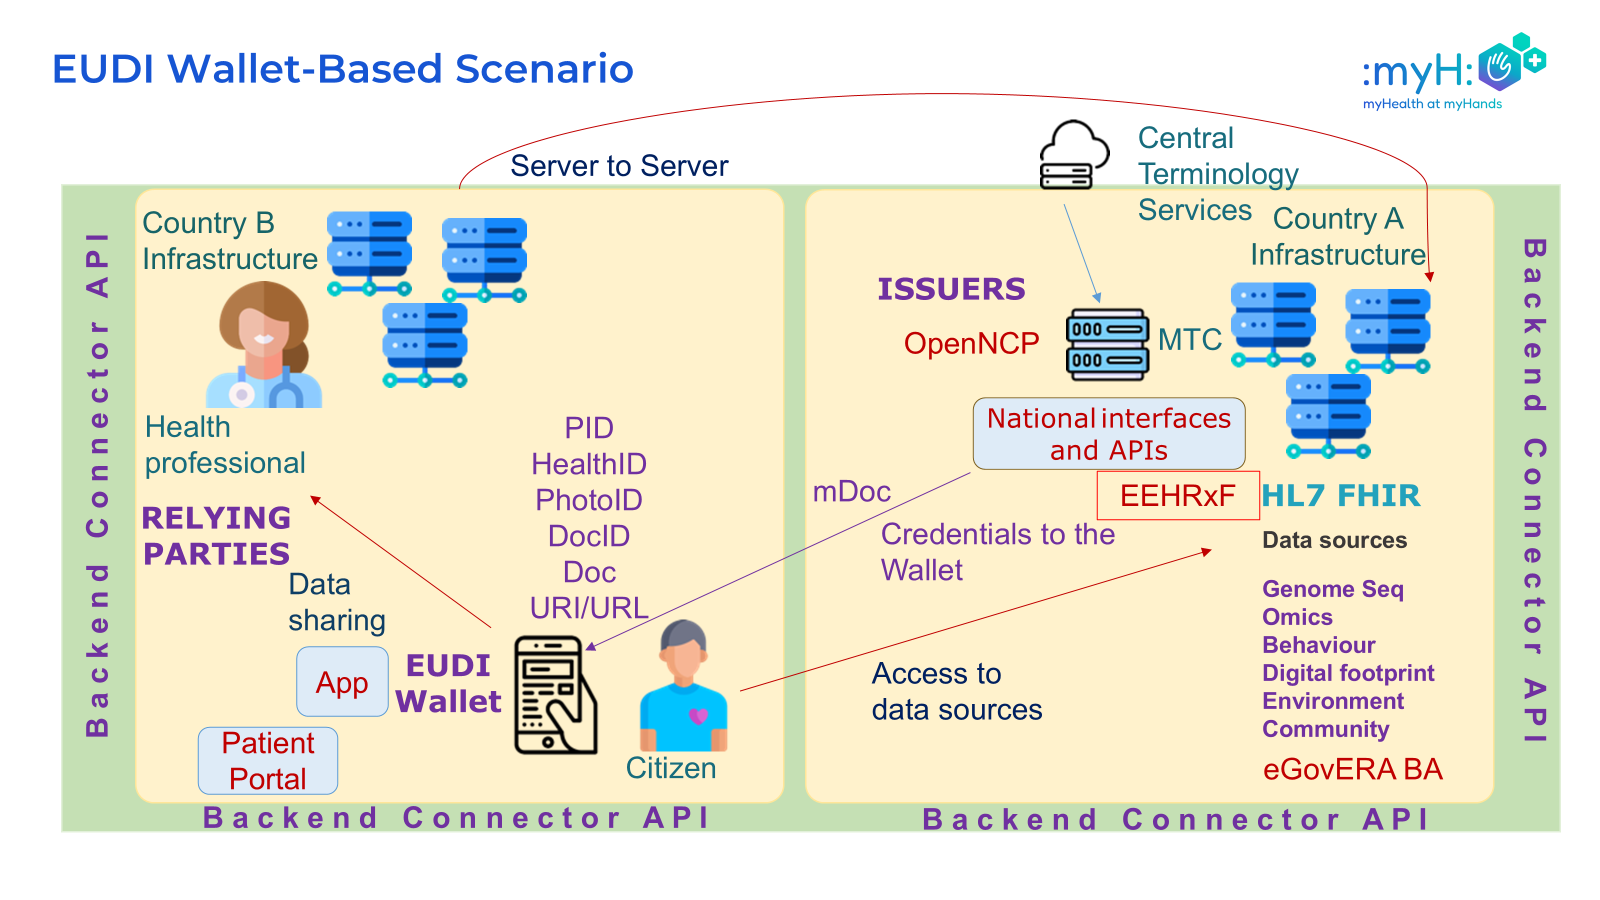 EUDI Wallet-Based Scenario
:myH:
myHealth at myHands
Server to Server
Central
Terminology
Services
Backend Connector API
Country B
Infrastructure
Health
professional
RELYING
PARTIES
Data
sharing
App
Patient
Portal
EUDI
Wallet
PID
HealthID
PhotoID
DocID
Doc
URI/URL
Citizen
Backend Connector API
Country A
Infrastructure
ISSUERS
OpenNCP
MTC
National interfaces
and APIs
mDoc
EEHRxF
HL7 FHIR
Credentials to the
Wallet
Data sources
Genome Seq
Omics
Behaviour
Digital footprint
Environment
Community
Access to
data sources
eGovERA BA
Backend Connector API
Backend Connector API